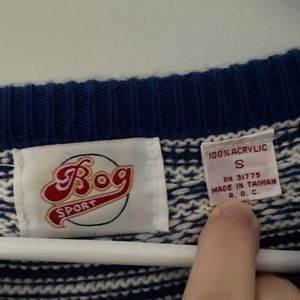 Bog
SPORT
100% ACRYLIC
S
RN 31775
MADE IN TAIWAN
R. O. C.